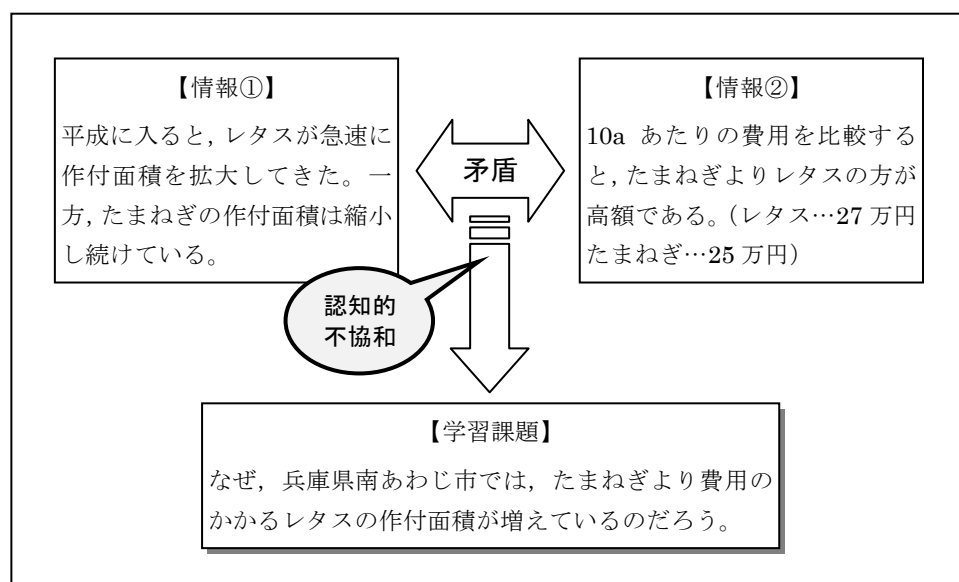 【情報①】
平成に入ると，レタスが急速に
作付面積を拡大してきた。一
方，たまねぎの作付面積は縮小
し続けている。
矛盾
【情報②】
10a あたりの費用を比較する
と，たまねぎよりレタスの方が
高額である。（レタス…27 万円
たまねぎ…25 万円）
認知的
不協和
【学習課題】
なぜ，兵庫県南あわじ市では，たまねぎより費用の
かかるレタスの作付面積が増えているのだろう。